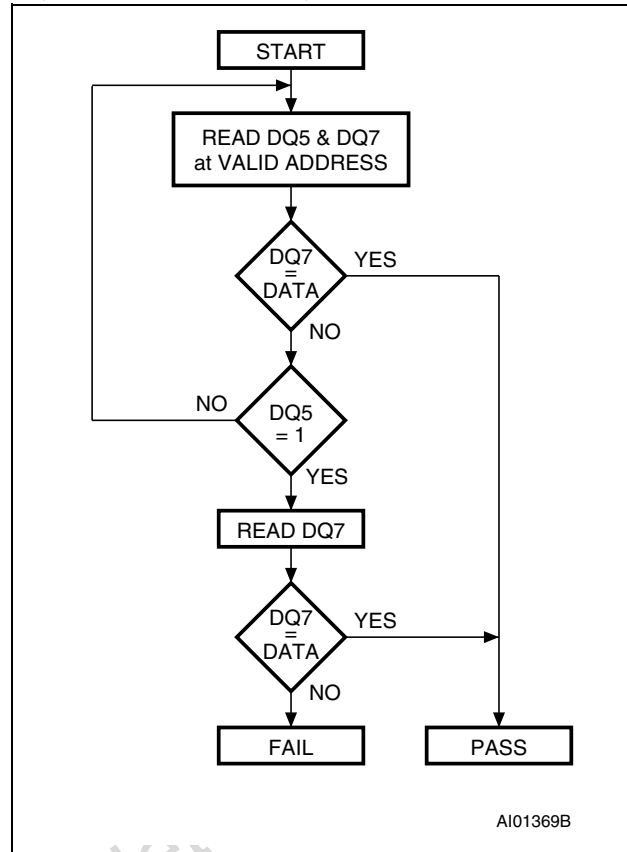 START
READ DQ5 & DQ7
at VALID ADDRESS
DQ7
=
DATA
YES
NO
DQ5
= 1
NO
YES
READ DQ7
DQ7
=
DATA
YES
NO
FAIL
PASS
AI01369B